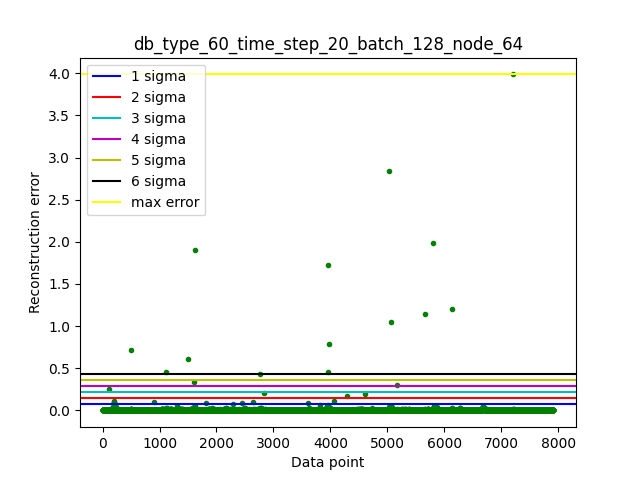 db_type_60_time_step_20_batch_128_node_64
4.0
3.5
3.0
2.5
2.0
1.5
1.0
0.5
0.0
Reconstruction error
1 sigma
2 sigma
3 sigma
4 sigma
5 sigma
6 sigma
max error
0 1000 2000 3000 4000 5000 6000 7000 8000
Data point